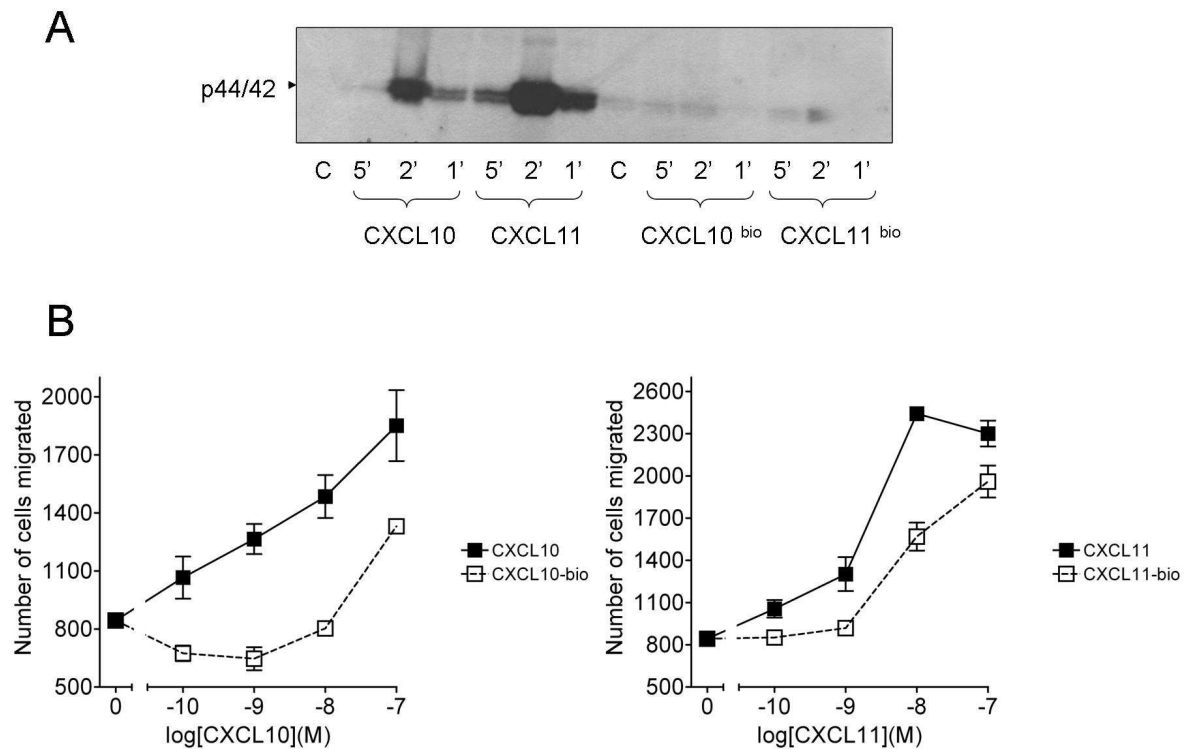 A
p44/42
C 5’ 2’ 1’ 5’ 2’ 1’ C 5’ 2’ 1’ 5’ 2’ 1’
CXCL10 CXCL11 CXCL10 bio CXCL11 bio
B
Number of cells migrated
2000
1700
1400
1100
800
500
0 -10 -9 -8 -7
log[CXCL10](M)
CXCL10
CXCL10-bio
Number of cells migrated
2600
2300
2000
1700
1400
1100
800
500
0 -10 -9 -8 -7
log[CXCL11](M)
CXCL11
CXCL11-bio